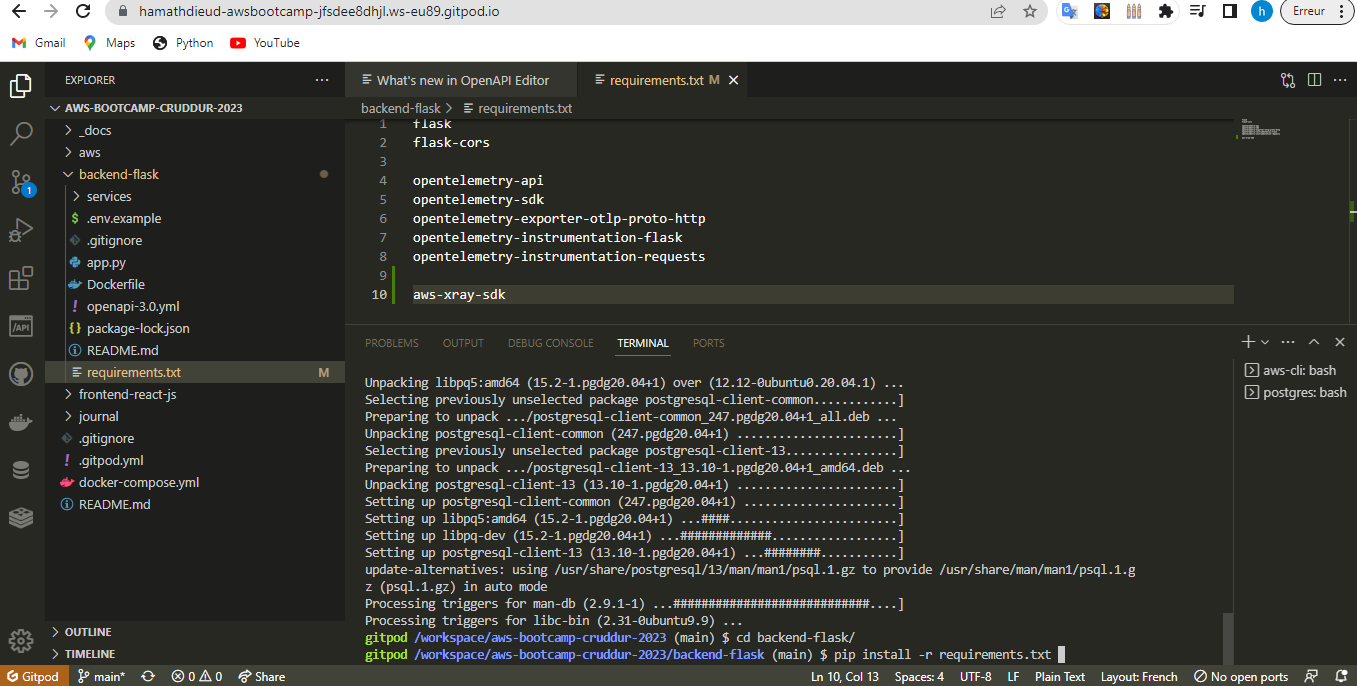 hamathdieud-awsbootcamp-jfsdee8dhjl.ws-eu89.gitpod.io
h
Erreur
Gmail
Maps
Python
YouTube
EXPLORER
AWS-BOOTCAMP-CRUDDUR-2023
_docs
aws
backend-flask
services
$ .env.example
.gitignore
app.py
Dockerfile
! openapi-3.0.yml
{} package-lock.json
README.md
requirements.txt M
frontend-react-js
journal
.gitignore
! .gitpod.yml
docker-compose.yml
README.md
OUTLINE
TIMELINE
1
/API
What's new in OpenAPI Editor
requirements.txt M
backend-flask > requirements.txt
1 flask
2 flask-cors
3
4 opentelemetry-api
5 opentelemetry-sdk
6 opentelemetry-exporter-otlp-proto-http
7 opentelemetry-instrumentation-flask
8 opentelemetry-instrumentation-requests
9
10 aws-xray-sdk
PROBLEMS OUTPUT DEBUG CONSOLE TERMINAL PORTS
Unpacking libpq5:amd64 (15.2-1.pgdg20.04+1) over (12.12-0ubuntu0.20.04.1) ...
Selecting previously unselected package postgresql-client-common............]
Preparing to unpack .../postgresql-client-common_247.pgdg20.04+1_all.deb ...
Unpacking postgresql-client-common (247.pgdg20.04+1) .......................]
Selecting previously unselected package postgresql-client-13................]
Preparing to unpack .../postgresql-client-13_13.10-1.pgdg20.04+1_amd64.deb ...
Unpacking postgresql-client-13 (13.10-1.pgdg20.04+1) .......................]
Setting up postgresql-client-common (247.pgdg20.04+1) ......................]
Setting up libpq5:amd64 (15.2-1.pgdg20.04+1) ...####........................]
Setting up libpq-dev (15.2-1.pgdg20.04+1) ...#############..................]
Setting up postgresql-client-13 (13.10-1.pgdg20.04+1) ...########...........]
update-alternatives: using /usr/share/postgresql/13/man/man1/psql.1.gz to provide /usr/share/man/man1/psql.1.g
z (psql.1.gz) in auto mode
Processing triggers for man-db (2.9.1-1) ...############################....]
Processing triggers for libc-bin (2.31-0ubuntu9.9) ...
gitpod /workspace/aws-bootcamp-cruddur-2023 (main) $ cd backend-flask/
gitpod /workspace/aws-bootcamp-cruddur-2023/backend-flask (main) $ pip install -r requirements.txt
aws-cli: bash
postgres: bash
Gitpod
main*
0 0
Share
Ln 10, Col 13
Spaces: 4
UTF-8
LF
Plain Text
Layout: French
No open ports